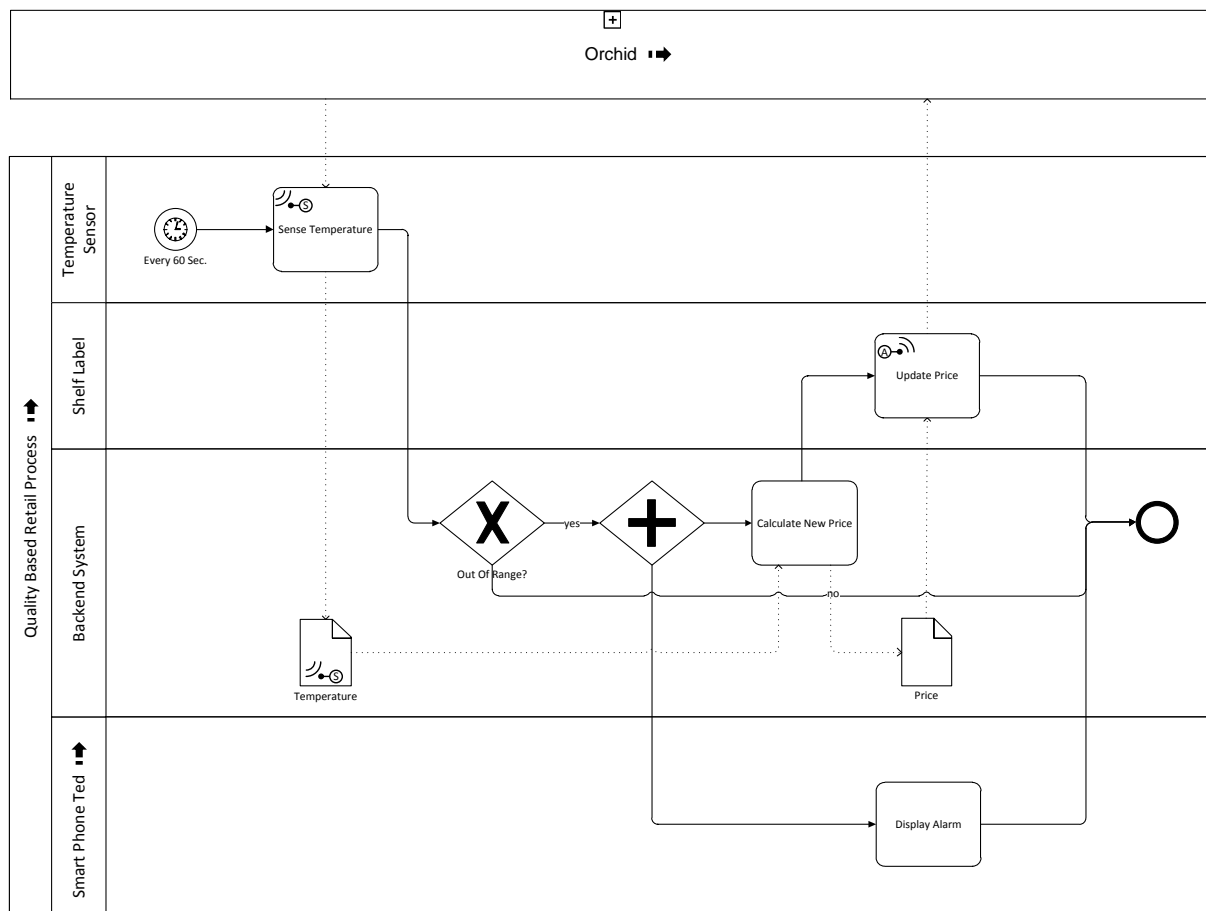 Orchid
Quality Based Retail Process
Temperature
Sensor
Every 60 Sec.
S
Sense Temperature
Shelf Label
A
Update Price
Backend System
X
Out Of Range?
yes
Calculate New Price
no
S
Temperature
Price
Smart Phone Ted
Display Alarm